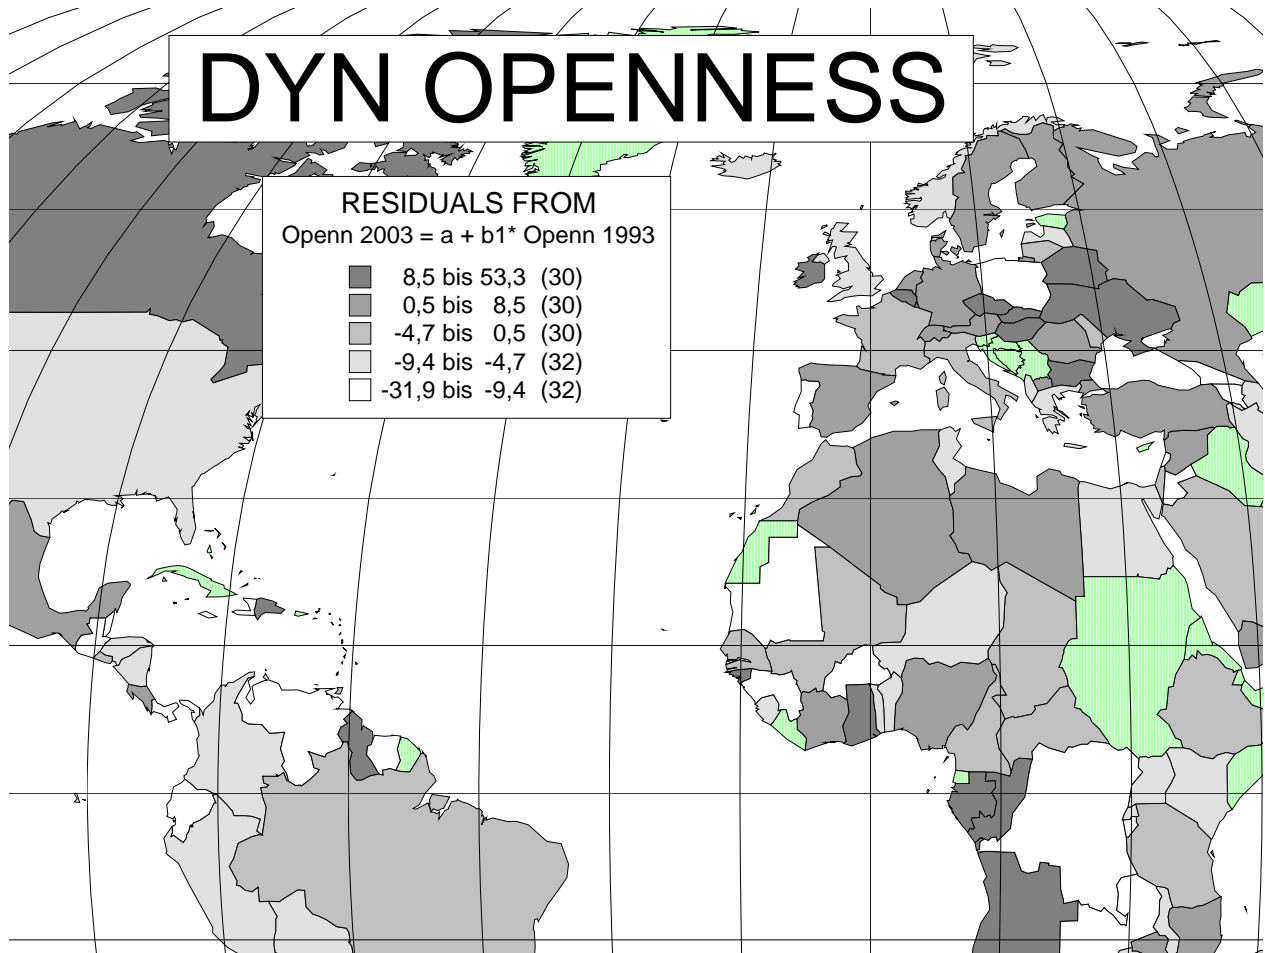 DYN OPENNESS
RESIDUALS FROM
Openn 2003 = a + b1* Openn 1993
8,5 bis 53,3 (30)
0,5 bis 8,5 (30)
-4,7 bis 0,5 (30)
-9,4 bis -4,7 (32)
-31,9 bis -9,4 (32)